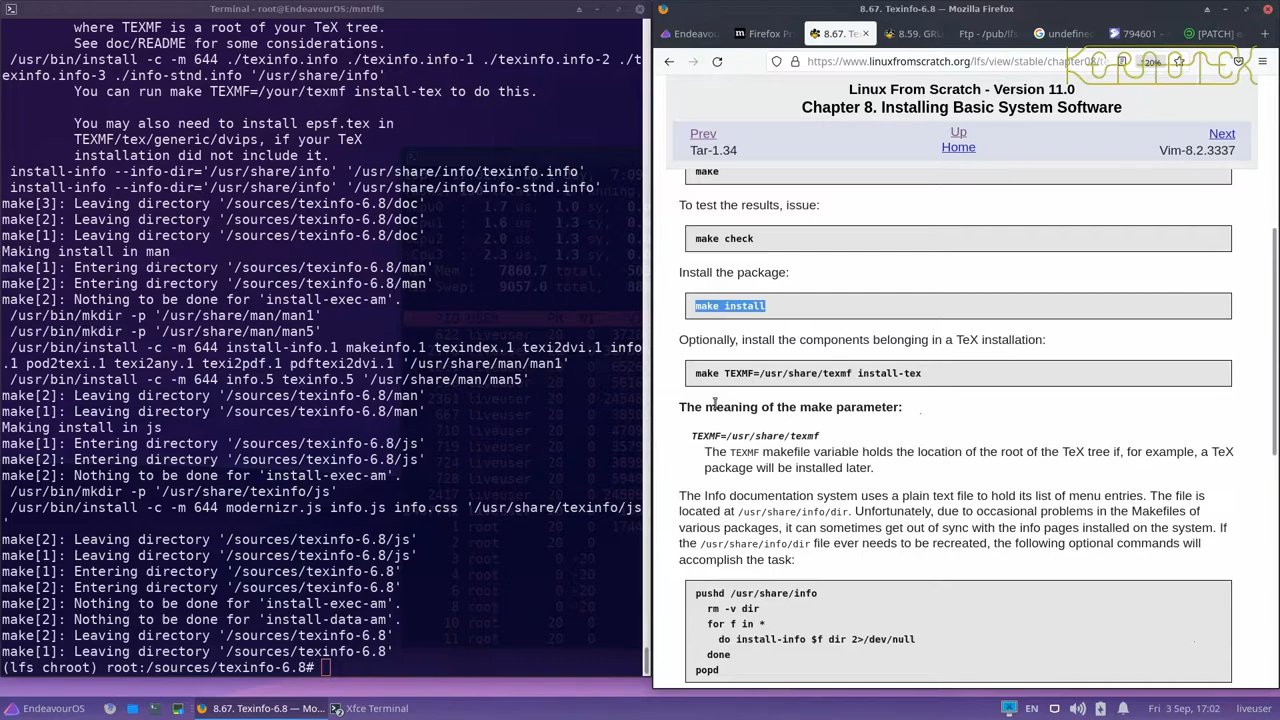 Terminal - root@EndeavourOS:/mnt/lfs
where TEXMF is a root of your TeX tree.
See doc/README for some considerations.
/usr/bin/install -c -m 644 ./texinfo.info ./texinfo.info-1 ./texinfo.info-2 ./t
exinfo.info-3 ./info-stnd.info '/usr/share/info'
You can run make TEXMF=/your/texmf install-tex to do this.
You may also need to install epsf.tex in
TEXMF/tex/generic/dvips, if your TeX
installation did not include it.
install-info --info-dir='/usr/share/info' '/usr/share/info/texinfo.info'
install-info --info-dir='/usr/share/info' '/usr/share/info/info-stnd.info'
make[3]: Leaving directory '/sources/texinfo-6.8/doc'
make[2]: Leaving directory '/sources/texinfo-6.8/doc'
make[1]: Leaving directory '/sources/texinfo-6.8/doc'
Making install in man
make[1]: Entering directory '/sources/texinfo-6.8/man'
make[2]: Entering directory '/sources/texinfo-6.8/man'
make[2]: Nothing to be done for 'install-exec-am'.
/usr/bin/mkdir -p '/usr/share/man/man1'
/usr/bin/mkdir -p '/usr/share/man/man5'
/usr/bin/install -c -m 644 install-info.1 makeinfo.1 texindex.1 texi2dvi.1 info
.1 pod2texi.1 texi2any.1 texi2pdf.1 pdftexi2dvi.1 '/usr/share/man/man1'
/usr/bin/install -c -m 644 info.5 texinfo.5 '/usr/share/man/man5'
make[2]: Leaving directory '/sources/texinfo-6.8/man'
make[1]: Leaving directory '/sources/texinfo-6.8/man'
Making install in js
make[1]: Entering directory '/sources/texinfo-6.8/js'
make[2]: Entering directory '/sources/texinfo-6.8/js'
make[2]: Nothing to be done for 'install-exec-am'.
/usr/bin/mkdir -p '/usr/share/texinfo/js'
/usr/bin/install -c -m 644 modernizr.js info.js info.css '/usr/share/texinfo/js
'
make[2]: Leaving directory '/sources/texinfo-6.8/js'
make[1]: Leaving directory '/sources/texinfo-6.8/js'
make[1]: Entering directory '/sources/texinfo-6.8'
make[2]: Entering directory '/sources/texinfo-6.8'
make[2]: Nothing to be done for 'install-exec-am'.
make[2]: Nothing to be done for 'install-data-am'.
make[2]: Leaving directory '/sources/texinfo-6.8'
make[1]: Leaving directory '/sources/texinfo-6.8'
(lfs chroot) root:/sources/texinfo-6.8#
8.67. Texinfo-6.8 — Mozilla Firefox
Endeavou
Firefox Pr
8.67. Te
8.59. GRU
Ftp - /pub/lfs
undefined
794601 -
[PATCH] e
https://www.linuxfromscratch.org/lfs/view/stable/chapter08/t
120%
Linux From Scratch - Version 11.0
Chapter 8. Installing Basic System Software
Prev
Up
Next
Tar-1.34
Home
Vim-8.2.3337
make
To test the results, issue:
make check
Install the package:
make install
Optionally, install the components belonging in a TeX installation:
make TEXMF=/usr/share/texmf install-tex
The meaning of the make parameter:
TEXMF=/usr/share/texmf
The TEXMF makefile variable holds the location of the root of the TeX tree if, for example, a TeX
package will be installed later.
The Info documentation system uses a plain text file to hold its list of menu entries. The file is
located at /usr/share/info/dir. Unfortunately, due to occasional problems in the Makefiles of
various packages, it can sometimes get out of sync with the info pages installed on the system. If
the /usr/share/info/dir file ever needs to be recreated, the following optional commands will
accomplish the task:
pushd /usr/share/info
rm -v dir
for f in *
do install-info $f dir 2>/dev/null
done
popd
EndeavourOS
8.67. Texinfo-6.8 — Mo...
Xfce Terminal
EN
Fri 3 Sep, 17:02
liveuser